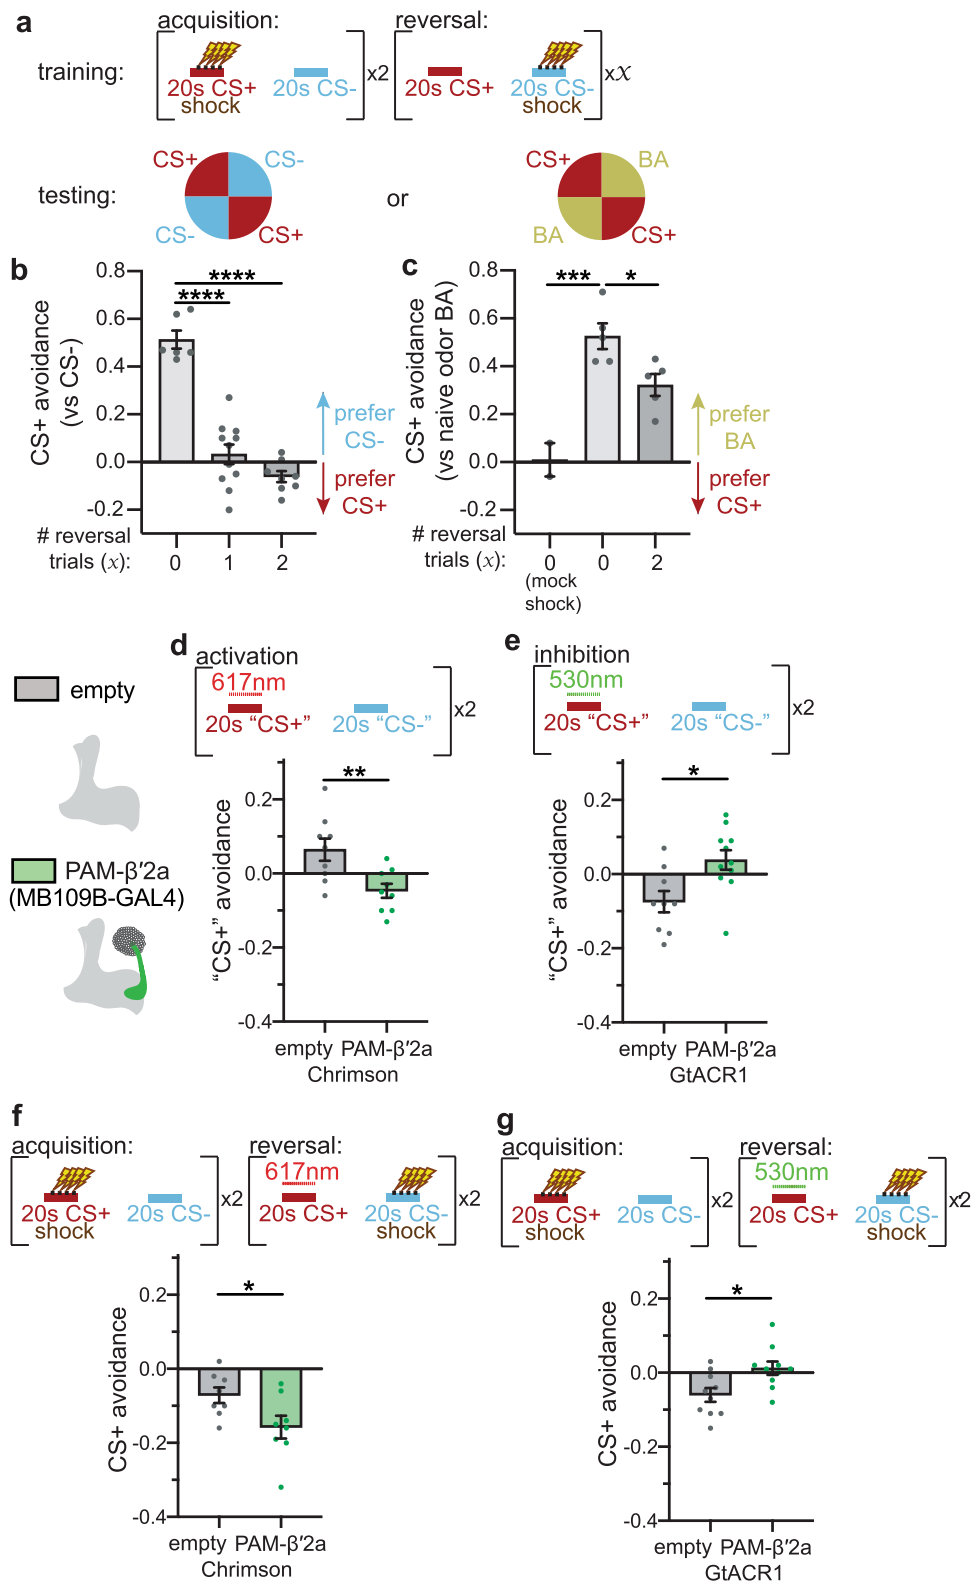 a
acquisition: reversal:
training: 20s CS+ shock 20s CS- x2 20s CS+ 20s CS- shock xx
CS+ CS- CS+ BA
testing: or
CS- CS+ BA CS+
b
CS+ avoidance
(vs CS-)
0.8
0.6
0.4
0.2
0.0
-0.2
****
****
prefer
CS-
prefer
CS+
# reversal
trials (x): 0 1 2
c
CS+ avoidance
(vs naive odor BA)
0.8
0.6
0.4
0.2
0.0
-0.2
*** *
prefer
BA
prefer
CS+
# reversal
trials (x): 0 0 2
(mock
shock)
empty
PAM-β′2a
(MB109B-GAL4)
d
activation
617nm
20s “CS+” 20s “CS-” x2
“CS+” avoidance
0.2
0.0
-0.2
-0.4
**
empty PAM-β′2a
Chrimson
e
inhibition
530nm
20s “CS+” 20s “CS-” x2
“CS+” avoidance
0.2
0.0
-0.2
-0.4
*
empty PAM-β′2a
GtACR1
f
acquisition: reversal:
617nm
20s CS+ 20s CS- x2 20s CS+ 20s CS- x2
shock shock
CS+ avoidance
0.2
0.0
-0.2
-0.4
*
empty PAM-β′2a
Chrimson
g
acquisition: reversal:
530nm
20s CS+ 20s CS- x2 20s CS+ 20s CS- x2
shock shock
CS+ avoidance
0.2
0.0
-0.2
-0.4
*
empty PAM-β′2a
GtACR1